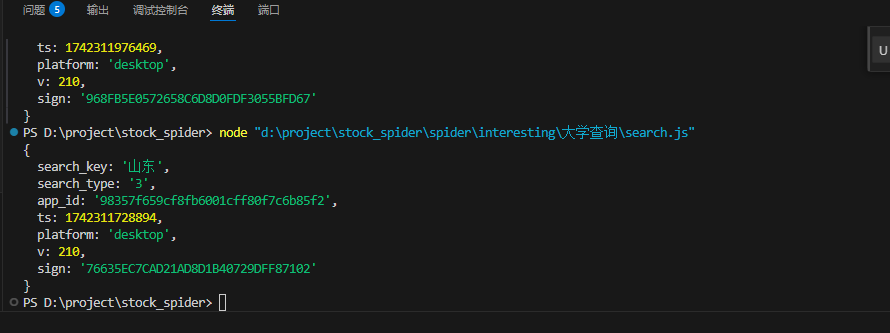 问题 5 输出 调试控制台 终端 端口
ts: 1742311976469,
platform: 'desktop',
v: 210,
sign: '968FB5E0572658C6D8D0FDF3055BFD67'
}
PS D:\project\stock_spider> node "d:\project\stock_spider\spider\interesting\大学查询\search.js"
{
search_key: '山东',
search_type: '3',
app_id: '98357f659cf8fb6001cff80f7c6b85f2',
ts: 1742311728894,
platform: 'desktop',
v: 210,
sign: '76635EC7CAD21AD8D1B40729DFF87102'
}
PS D:\project\stock_spider>
U